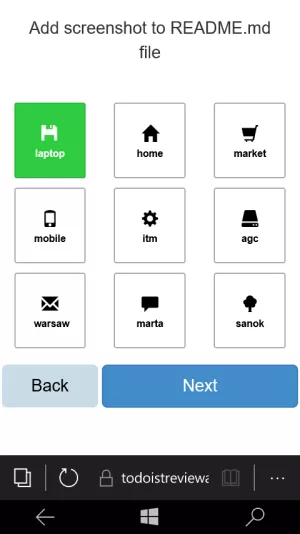 Add screenshot to README.md
file
laptop
home
market
mobile
itm
agc
warsaw
marta
sanok
Back
Next
todoistreviewa